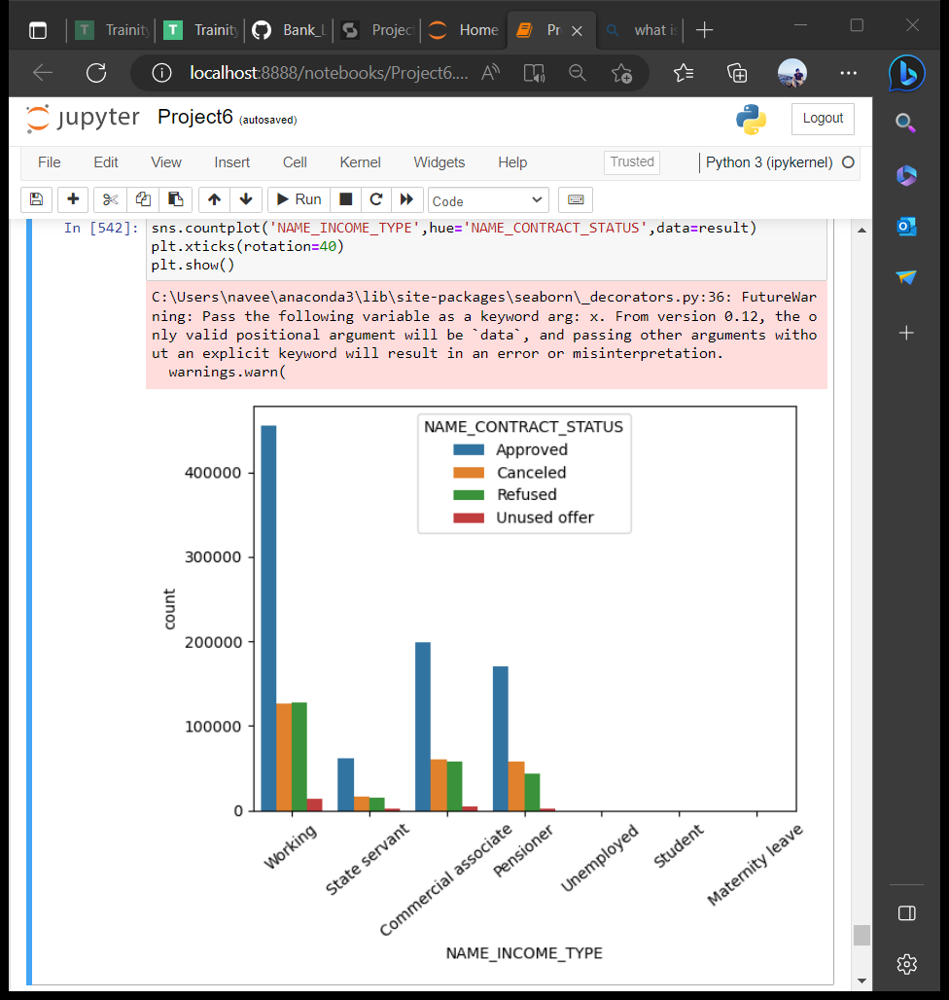 Trainity
Trainity
Bank_L
Projec
Home
Pr
what is
localhost:8888/notebooks/Project6....
jupyter Project6 (autosaved)
Logout
File Edit View Insert Cell Kernel Widgets Help
Trusted
Python 3 (ipykernel)
Run
Code
In [542]: sns.countplot('NAME_INCOME_TYPE',hue='NAME_CONTRACT_STATUS',data=result)
plt.xticks(rotation=40)
plt.show()
C:\Users\navee\anaconda3\lib\site-packages\seaborn\_decorators.py:36: FutureWar
ning: Pass the following variable as a keyword arg: x. From version 0.12, the o
nly valid positional argument will be `data`, and passing other arguments witho
ut an explicit keyword will result in an error or misinterpretation.
warnings.warn(
NAME_CONTRACT_STATUS
Approved
Canceled
Refused
Unused offer
400000
300000
200000
100000
0
count
Working
State servant
Commercial associate
Pensioner
Unemployed
Student
Maternity leave
NAME_INCOME_TYPE